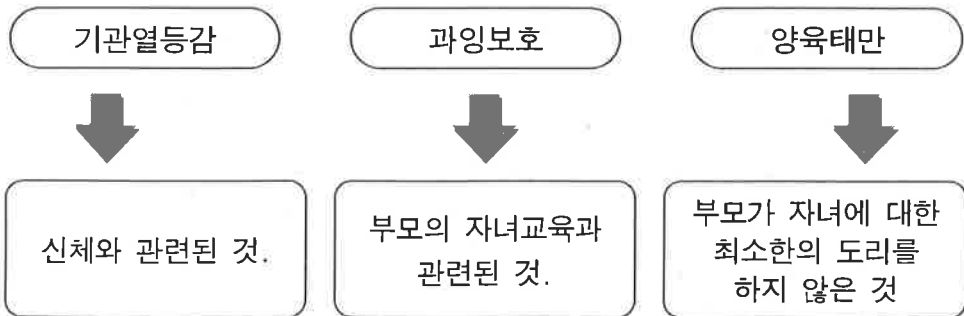 기관열등감
과잉보호
양육태만
신체와 관련된 것.
부모의 자녀교육과
관련된 것.
부모가 자녀에 대한
최소한의 도리를
하지 않은 것